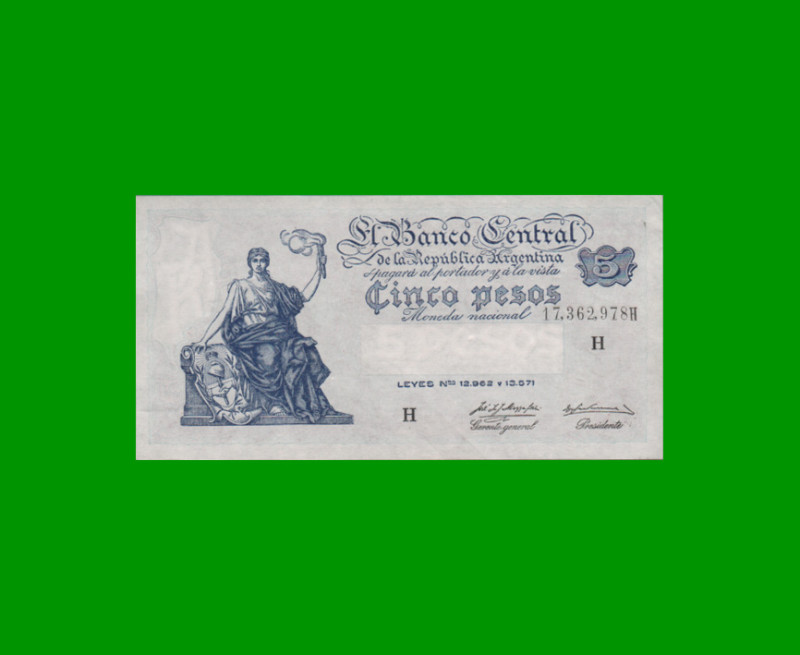 El Banco Central
de la República Argentina
pagará al portador y á la vista
5
Cinco pesos
Moneda nacional
17.362.978H
H
LEYES Nos 12.962 Y 13.571
H
Gerente general
Presidente